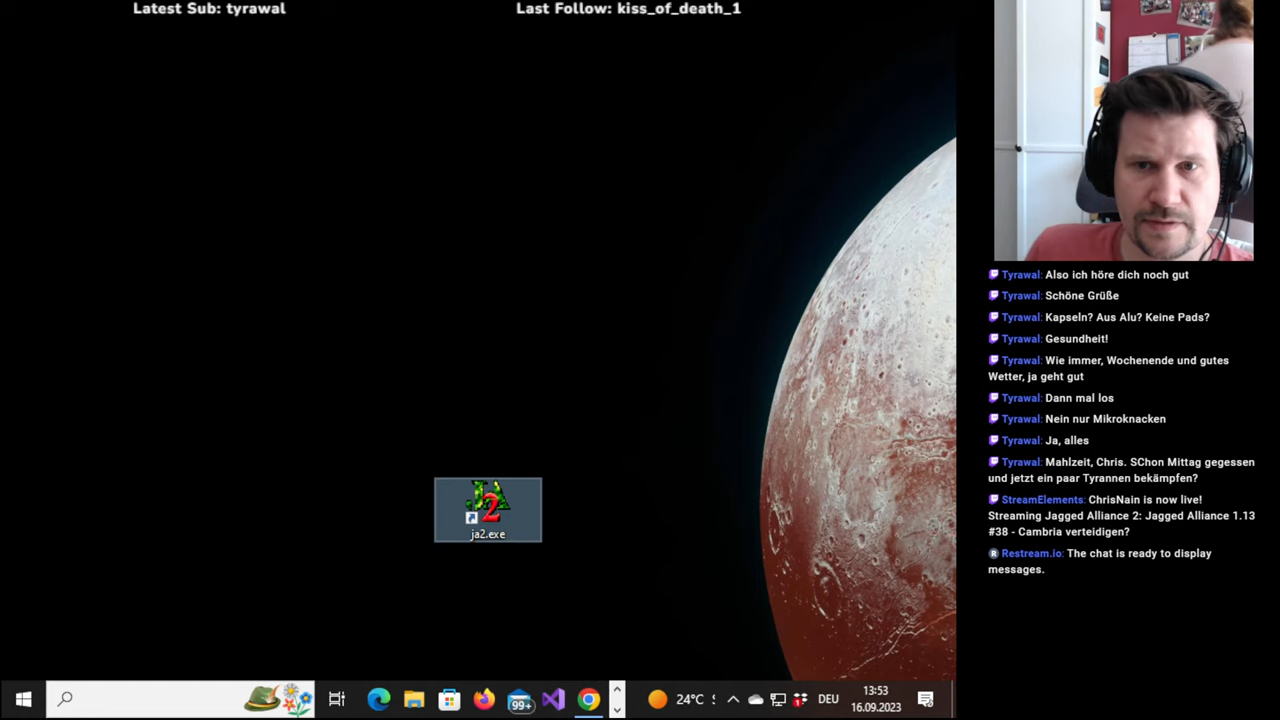 Latest Sub: tyrawal
Last Follow: kiss_of_death_1
Tyrawal: Also ich höre dich noch gut
Tyrawal: Schöne Grüße
Tyrawal: Kapseln? Aus Alu? Keine Pads?
Tyrawal: Gesundheit!
Tyrawal: Wie immer, Wochenende und gutes
Wetter, ja geht gut
Tyrawal: Dann mal los
Tyrawal: Nein nur Mikroknacken
Tyrawal: Ja, alles
Tyrawal: Mahlzeit, Chris. SChon Mittag gegessen
und jetzt ein paar Tyrannen bekämpfen?
StreamElements: ChrisNain is now live!
Streaming Jagged Alliance 2: Jagged Alliance 1.13
#38 - Cambria verteidigen?
Restream.io: The chat is ready to display
messages.
JA
2
ja2.exe
99+
24°C
1
DEU
13:53
16.09.2023